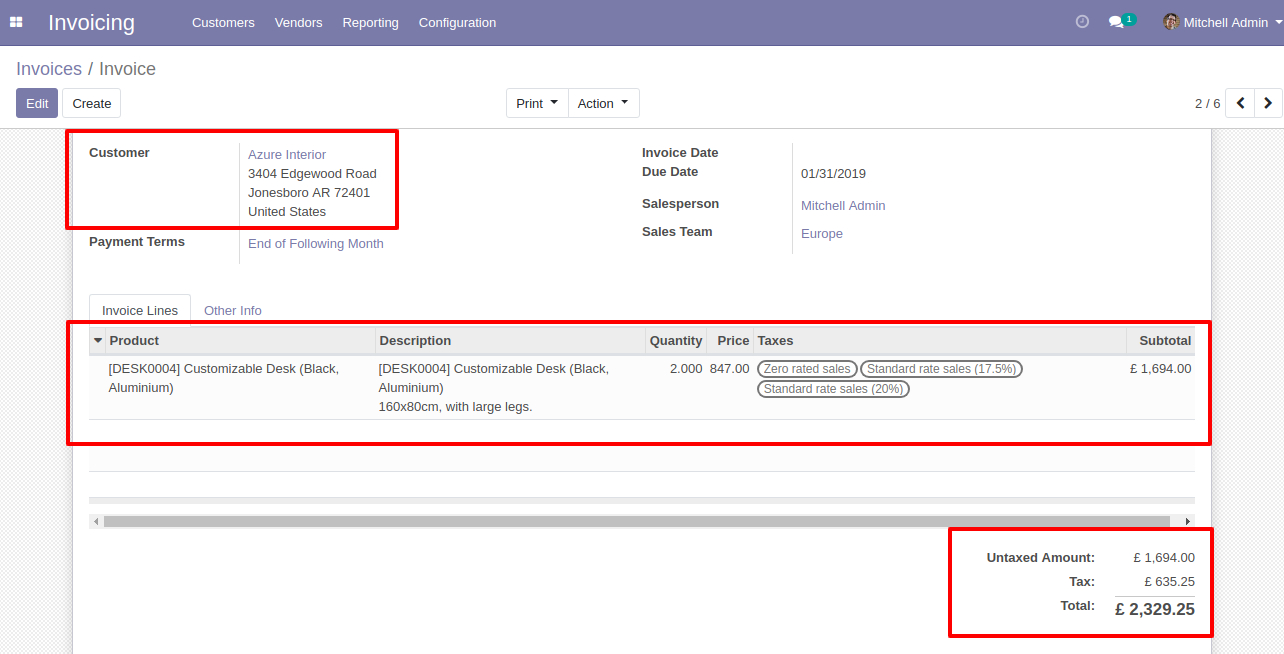 Invoicing Customers Vendors Reporting Configuration 1 Mitchell Admin
Invoices / Invoice
Edit Create Print Action 2 / 6
Customer Azure Interior
3404 Edgewood Road
Jonesboro AR 72401
United States
Payment Terms End of Following Month
Invoice Date
Due Date 01/31/2019
Salesperson Mitchell Admin
Sales Team Europe
Invoice Lines Other Info
Product Description Quantity Price Taxes Subtotal
[DESK0004] Customizable Desk (Black, [DESK0004] Customizable Desk (Black, 2.000 847.00 Zero rated sales Standard rate sales (17.5%) £ 1,694.00
Aluminium) Aluminium) Standard rate sales (20%)
160x80cm, with large legs.
Untaxed Amount: £ 1,694.00
Tax: £ 635.25
Total: £ 2,329.25